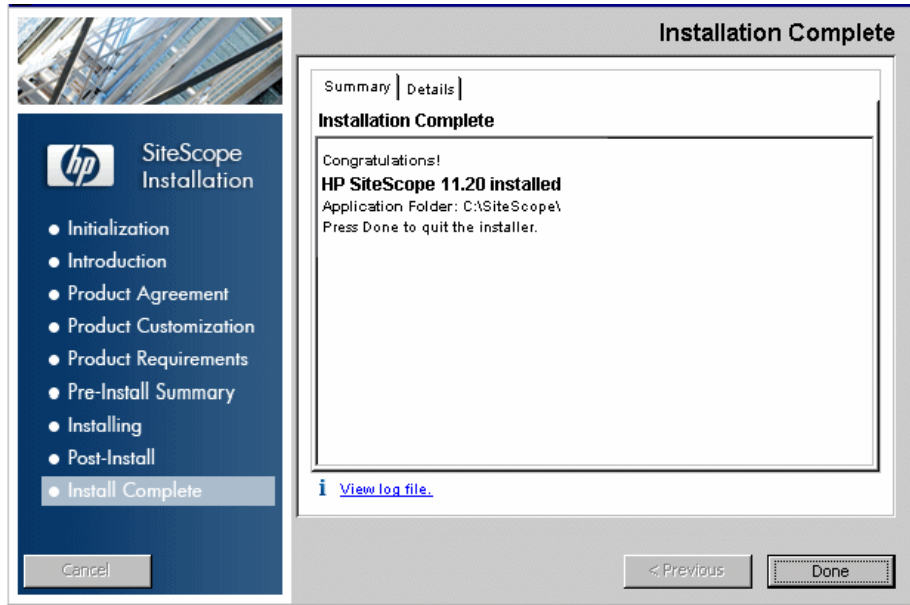 Installation Complete
hp
SiteScope
Installation
Initialization
Introduction
Product Agreement
Product Customization
Product Requirements
Pre-Install Summary
Installing
Post-Install
Install Complete
Cancel
Summary
Details
Installation Complete
Congratulations!
HP SiteScope 11.20 installed
Application Folder: C:\SiteScope\
Press Done to quit the installer.
i View log file.
< Previous
Done